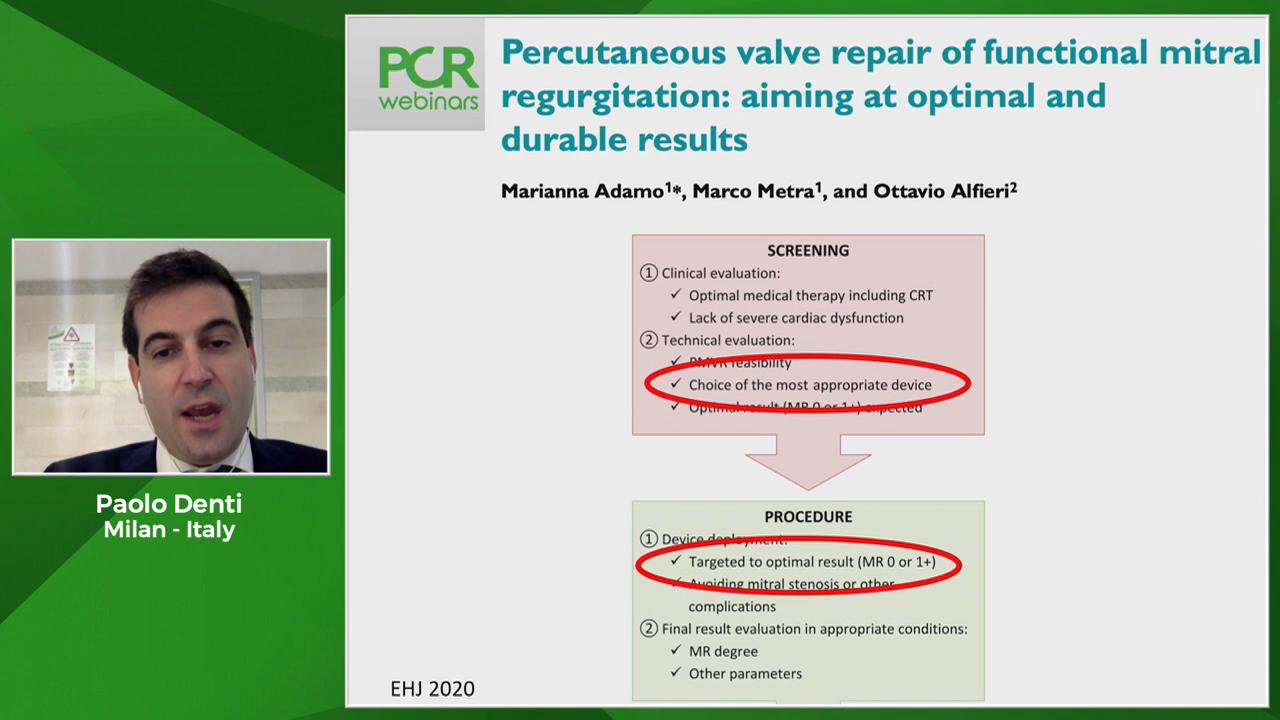 PCR
webinars
Percutaneous valve repair of functional mitral
regurgitation: aiming at optimal and
durable results
Marianna Adamo¹*, Marco Metra¹, and Ottavio Alfieri²
SCREENING
① Clinical evaluation:
✓ Optimal medical therapy including CRT
✓ Lack of severe cardiac dysfunction
② Technical evaluation:
✓ PMVR feasibility
✓ Choice of the most appropriate device
✓ Optimal result (MR 0 or 1+) expected
PROCEDURE
① Device deployment:
✓ Targeted to optimal result (MR 0 or 1+)
✓ Avoiding mitral stenosis or other
complications
② Final result evaluation in appropriate conditions:
✓ MR degree
✓ Other parameters
EHJ 2020
Paolo Denti
Milan - Italy